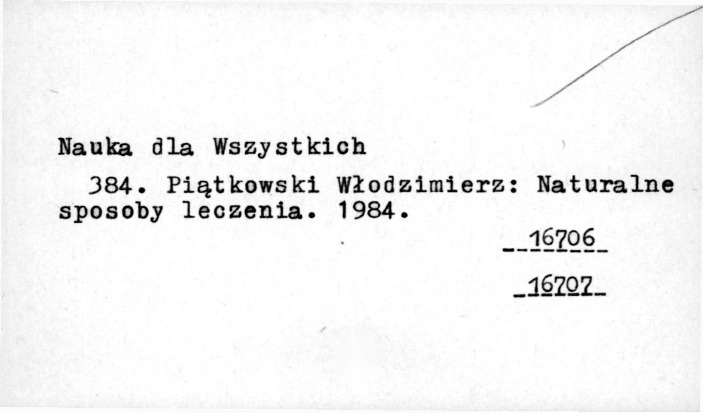 Nauka dla Wszystkich
384. Piątkowski Włodzimierz: Naturalne
sposoby leczenia. 1984.
16706
16707